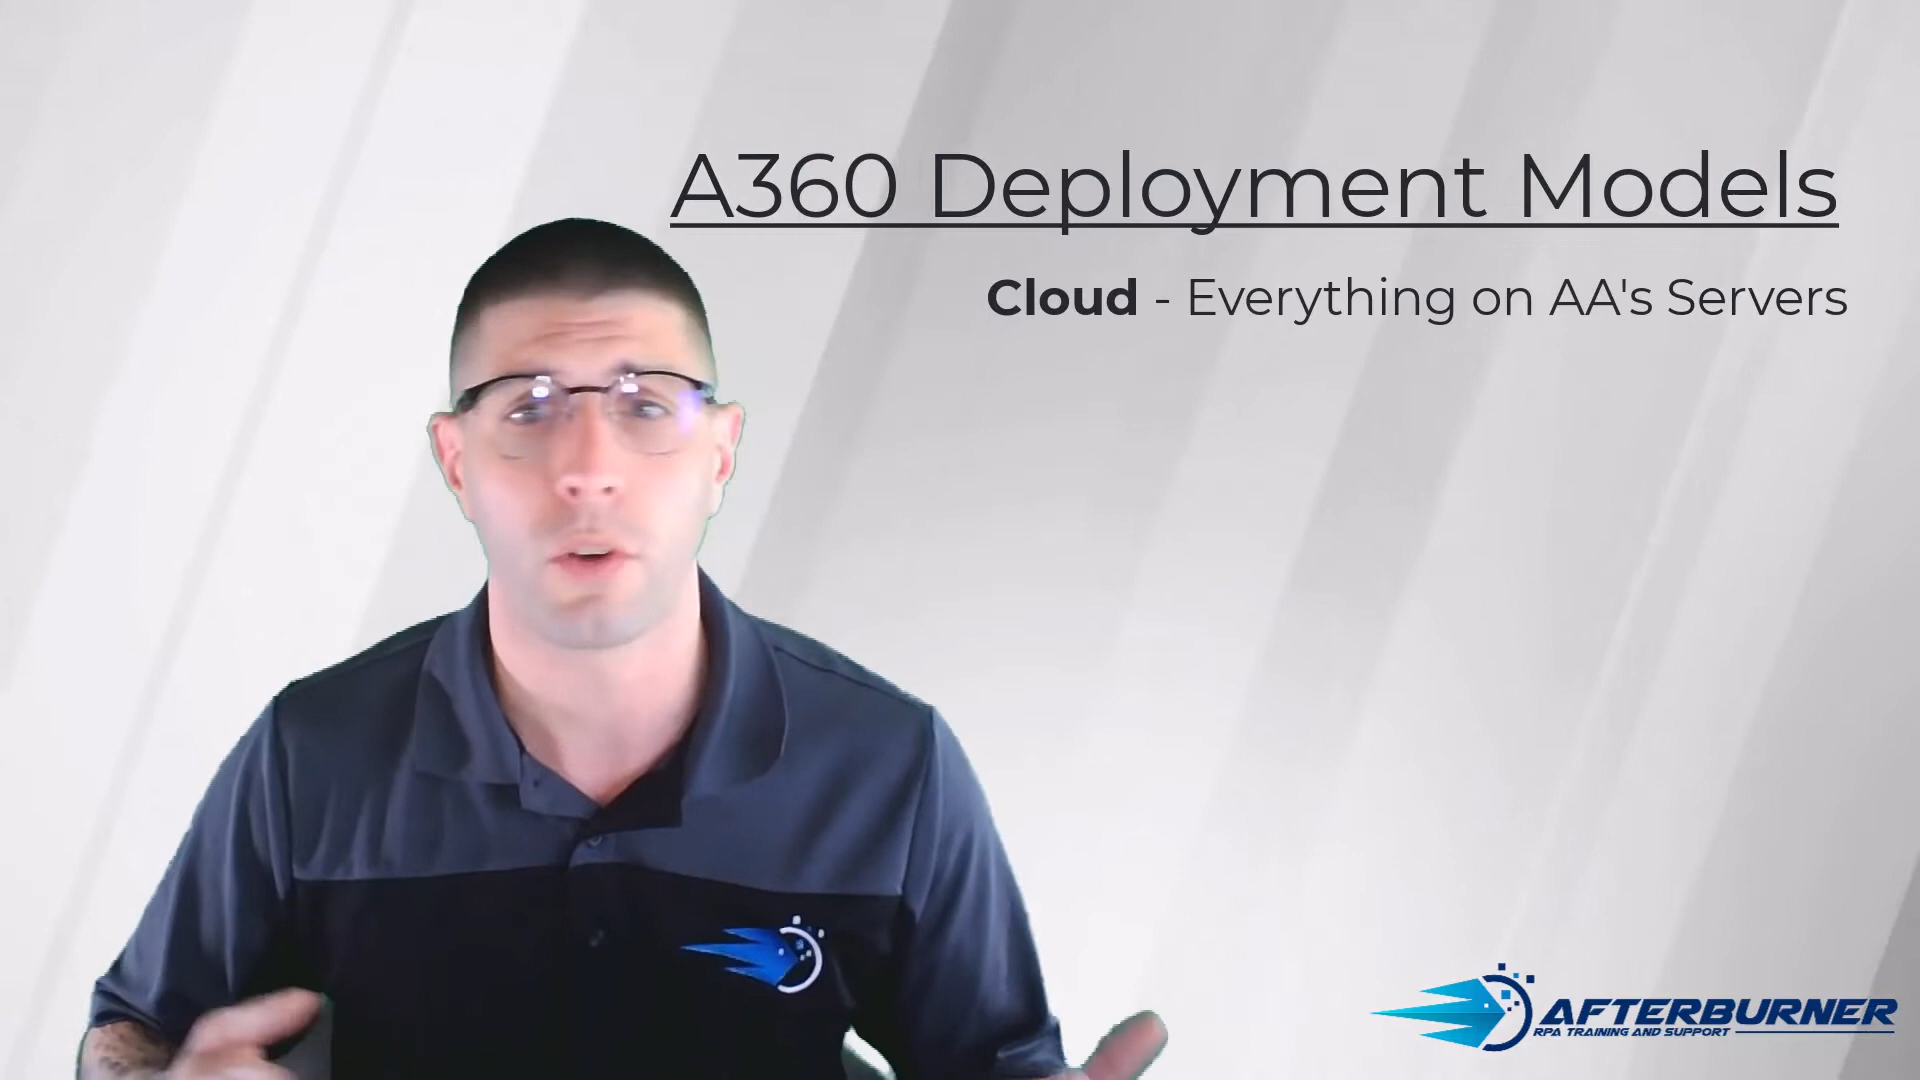 A360 Deployment Models
Cloud - Everything on AA's Servers
AFTERBURNER
RPA TRAINING AND SUPPORT